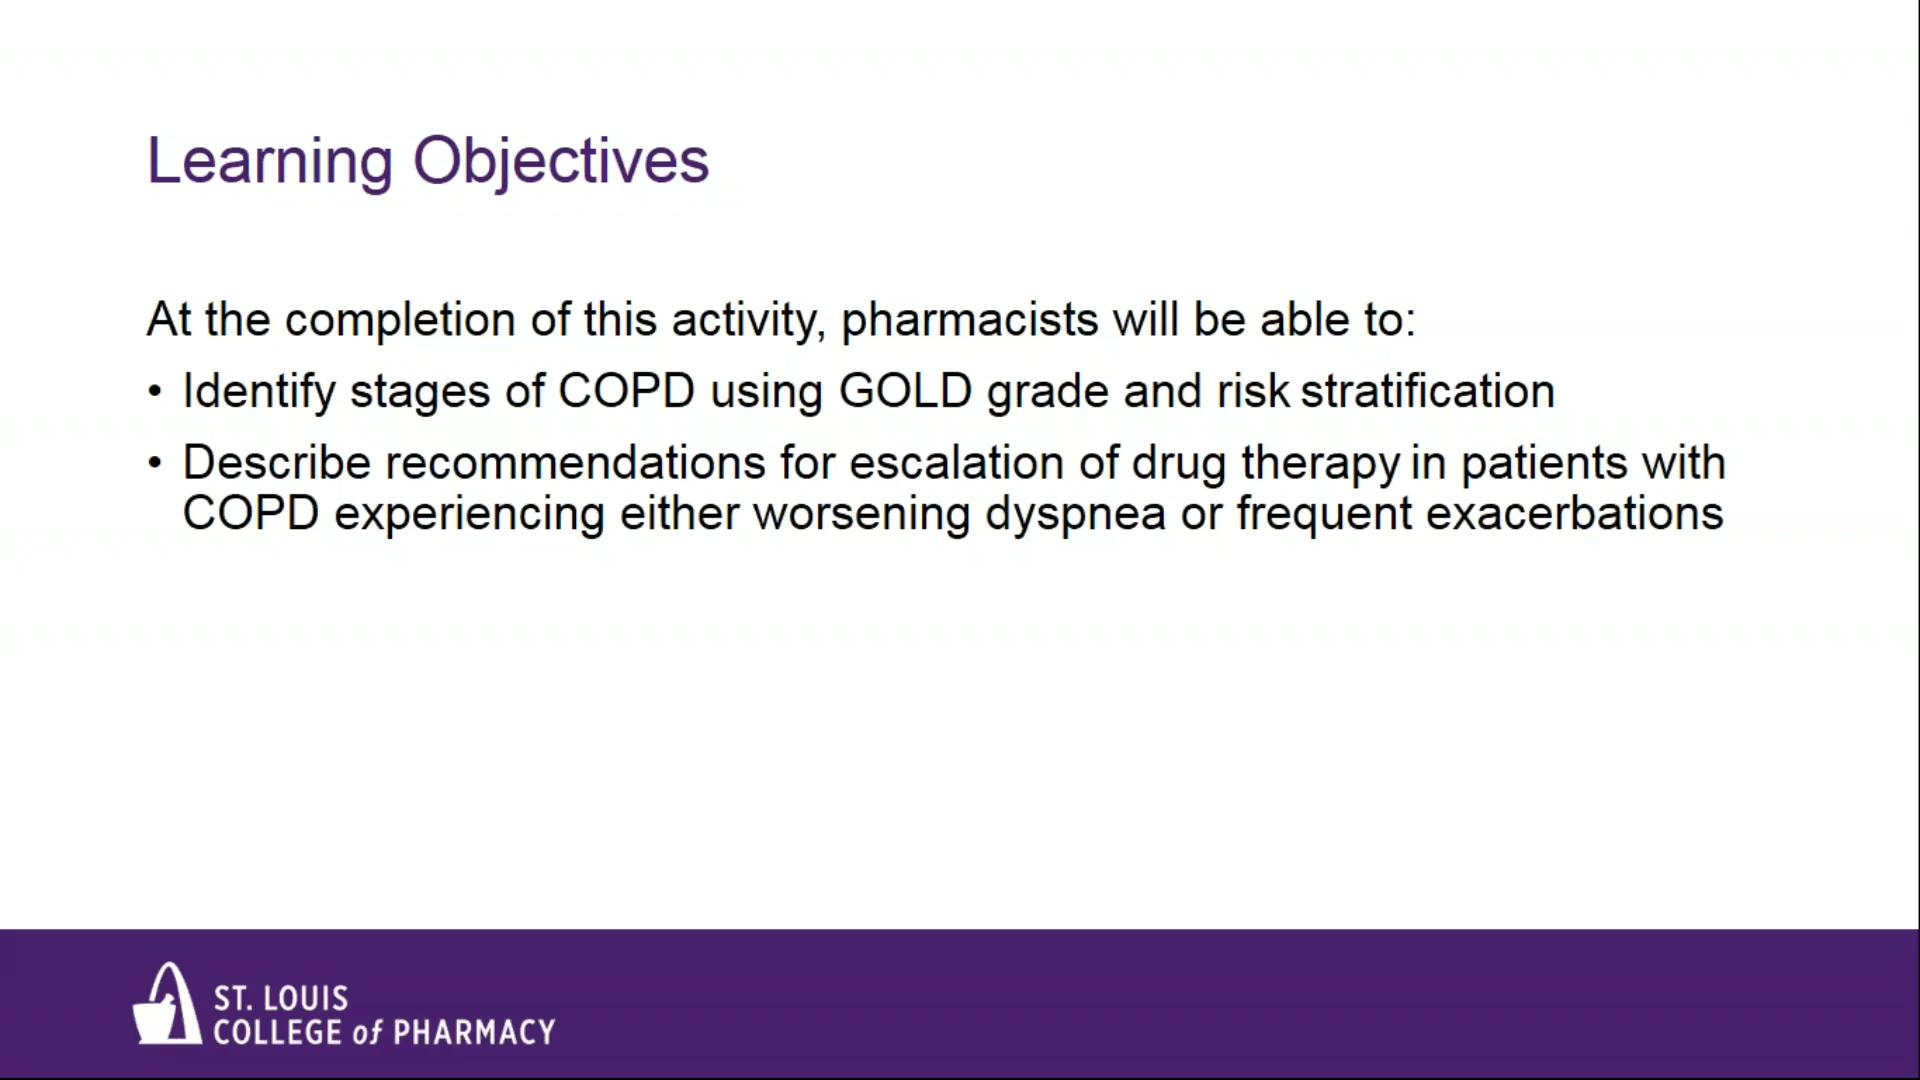 Learning Objectives
At the completion of this activity, pharmacists will be able to:
• Identify stages of COPD using GOLD grade and risk stratification
• Describe recommendations for escalation of drug therapy in patients with
COPD experiencing either worsening dyspnea or frequent exacerbations
ST. LOUIS
COLLEGE of PHARMACY